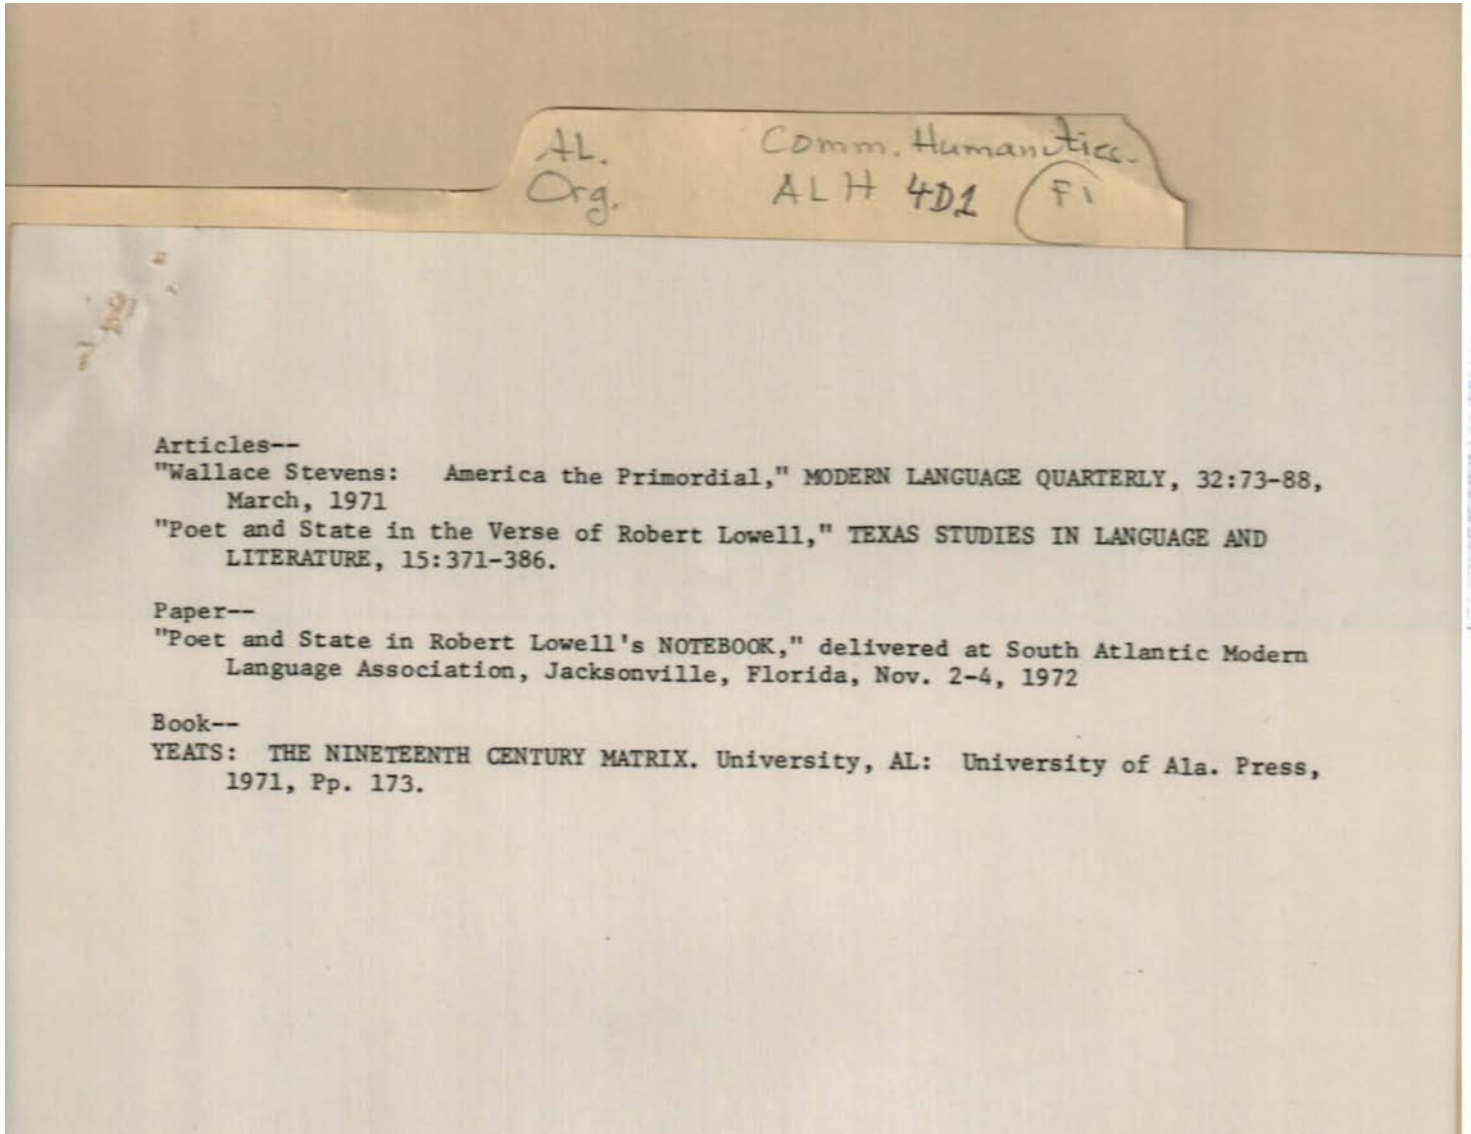 AL. Comm. Humanities.
Org. ALH 4D1 F1
Articles--
"Wallace Stevens: America the Primordial," MODERN LANGUAGE QUARTERLY, 32:73-88,
March, 1971
"Poet and State in the Verse of Robert Lowell," TEXAS STUDIES IN LANGUAGE AND
LITERATURE, 15:371-386.
Paper--
"Poet and State in Robert Lowell's NOTEBOOK," delivered at South Atlantic Modern
Language Association, Jacksonville, Florida, Nov. 2-4, 1972
Book--
YEATS: THE NINETEENTH CENTURY MATRIX. University, AL: University of Ala. Press,
1971, Pp. 173.